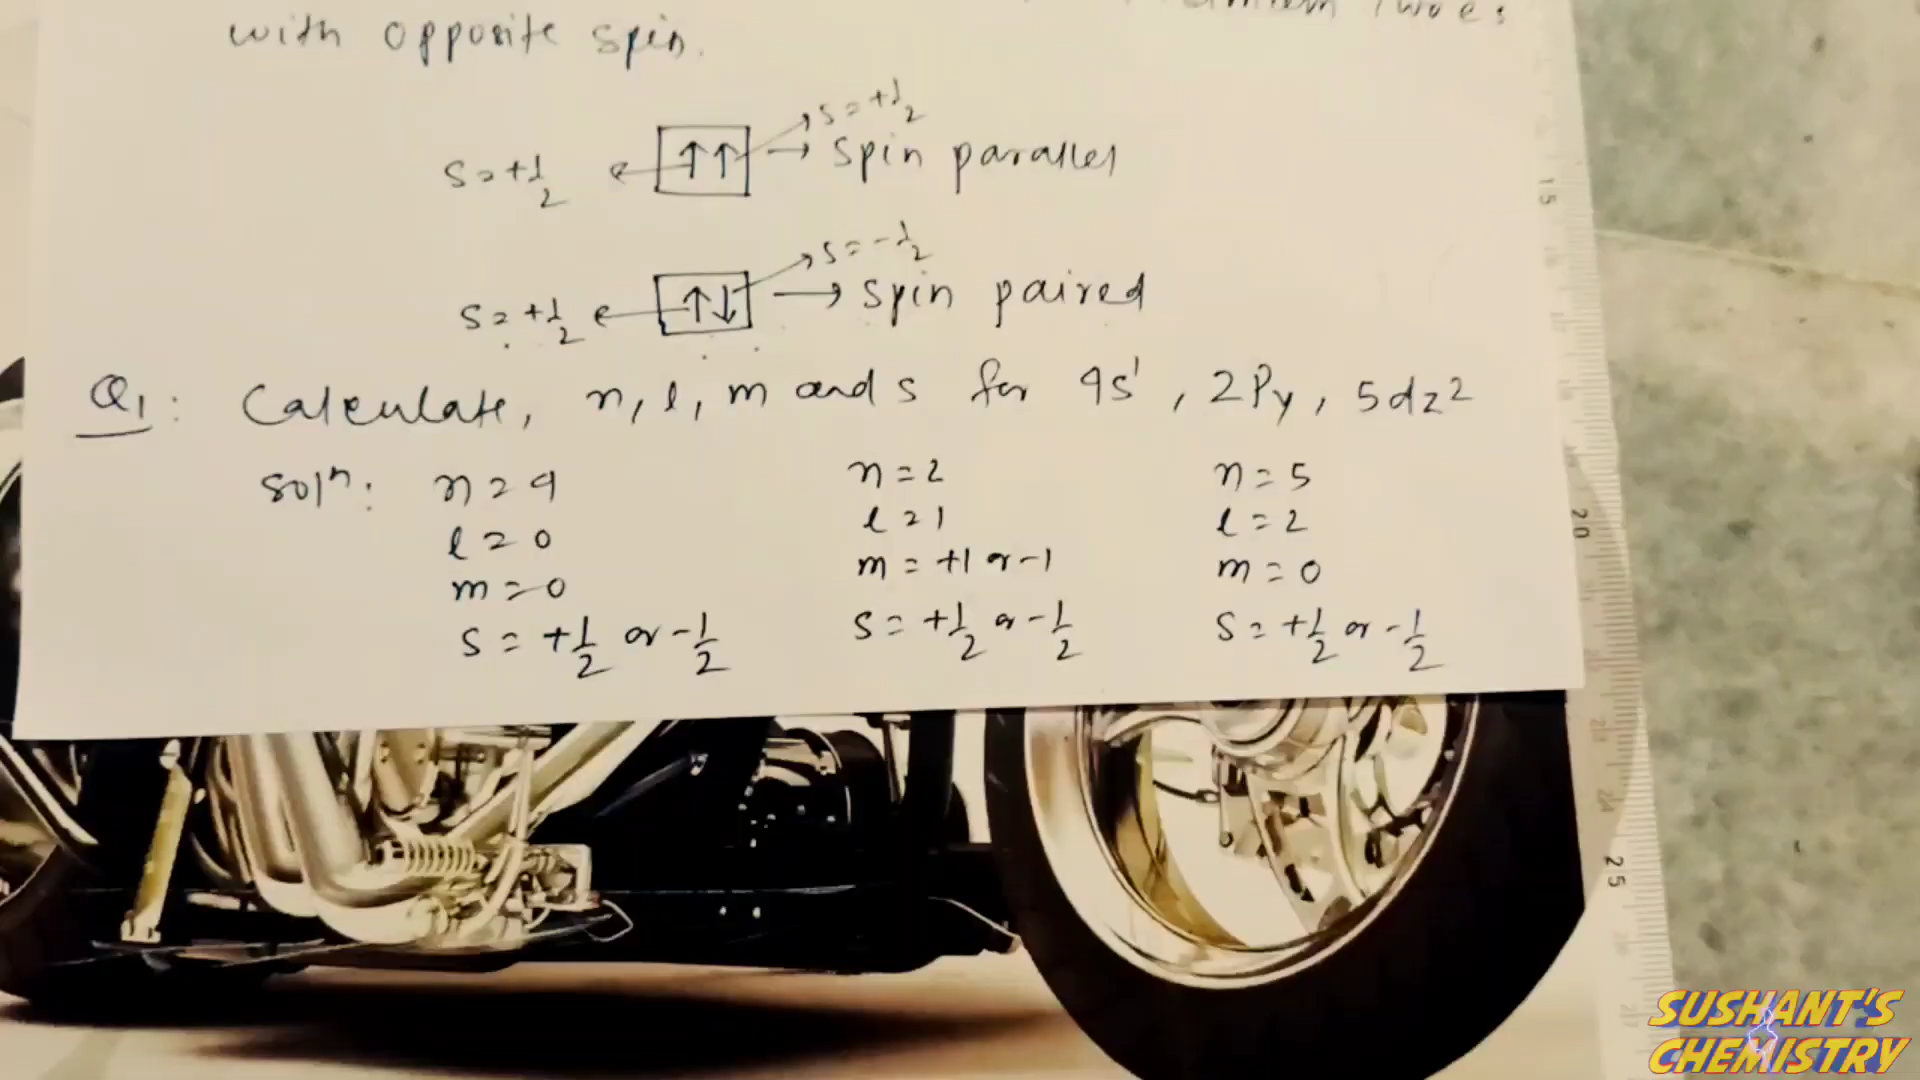 with opposite spin.
s=+1/2
s=+1/2 ← ↑↑ → spin parallel
s=-1/2
s=+1/2 ← ↑↓ → spin paired
Q1: Calculate, n, l, m and s for 4s¹, 2Py, 5dz²
Solⁿ: n=4 n=2 n=5
l=0 l=1 l=2
m=0 m=+1 or -1 m=0
s=+1/2 or -1/2 s=+1/2 or -1/2 s=+1/2 or -1/2
15
20
25
SUSHANT'S
CHEMISTRY